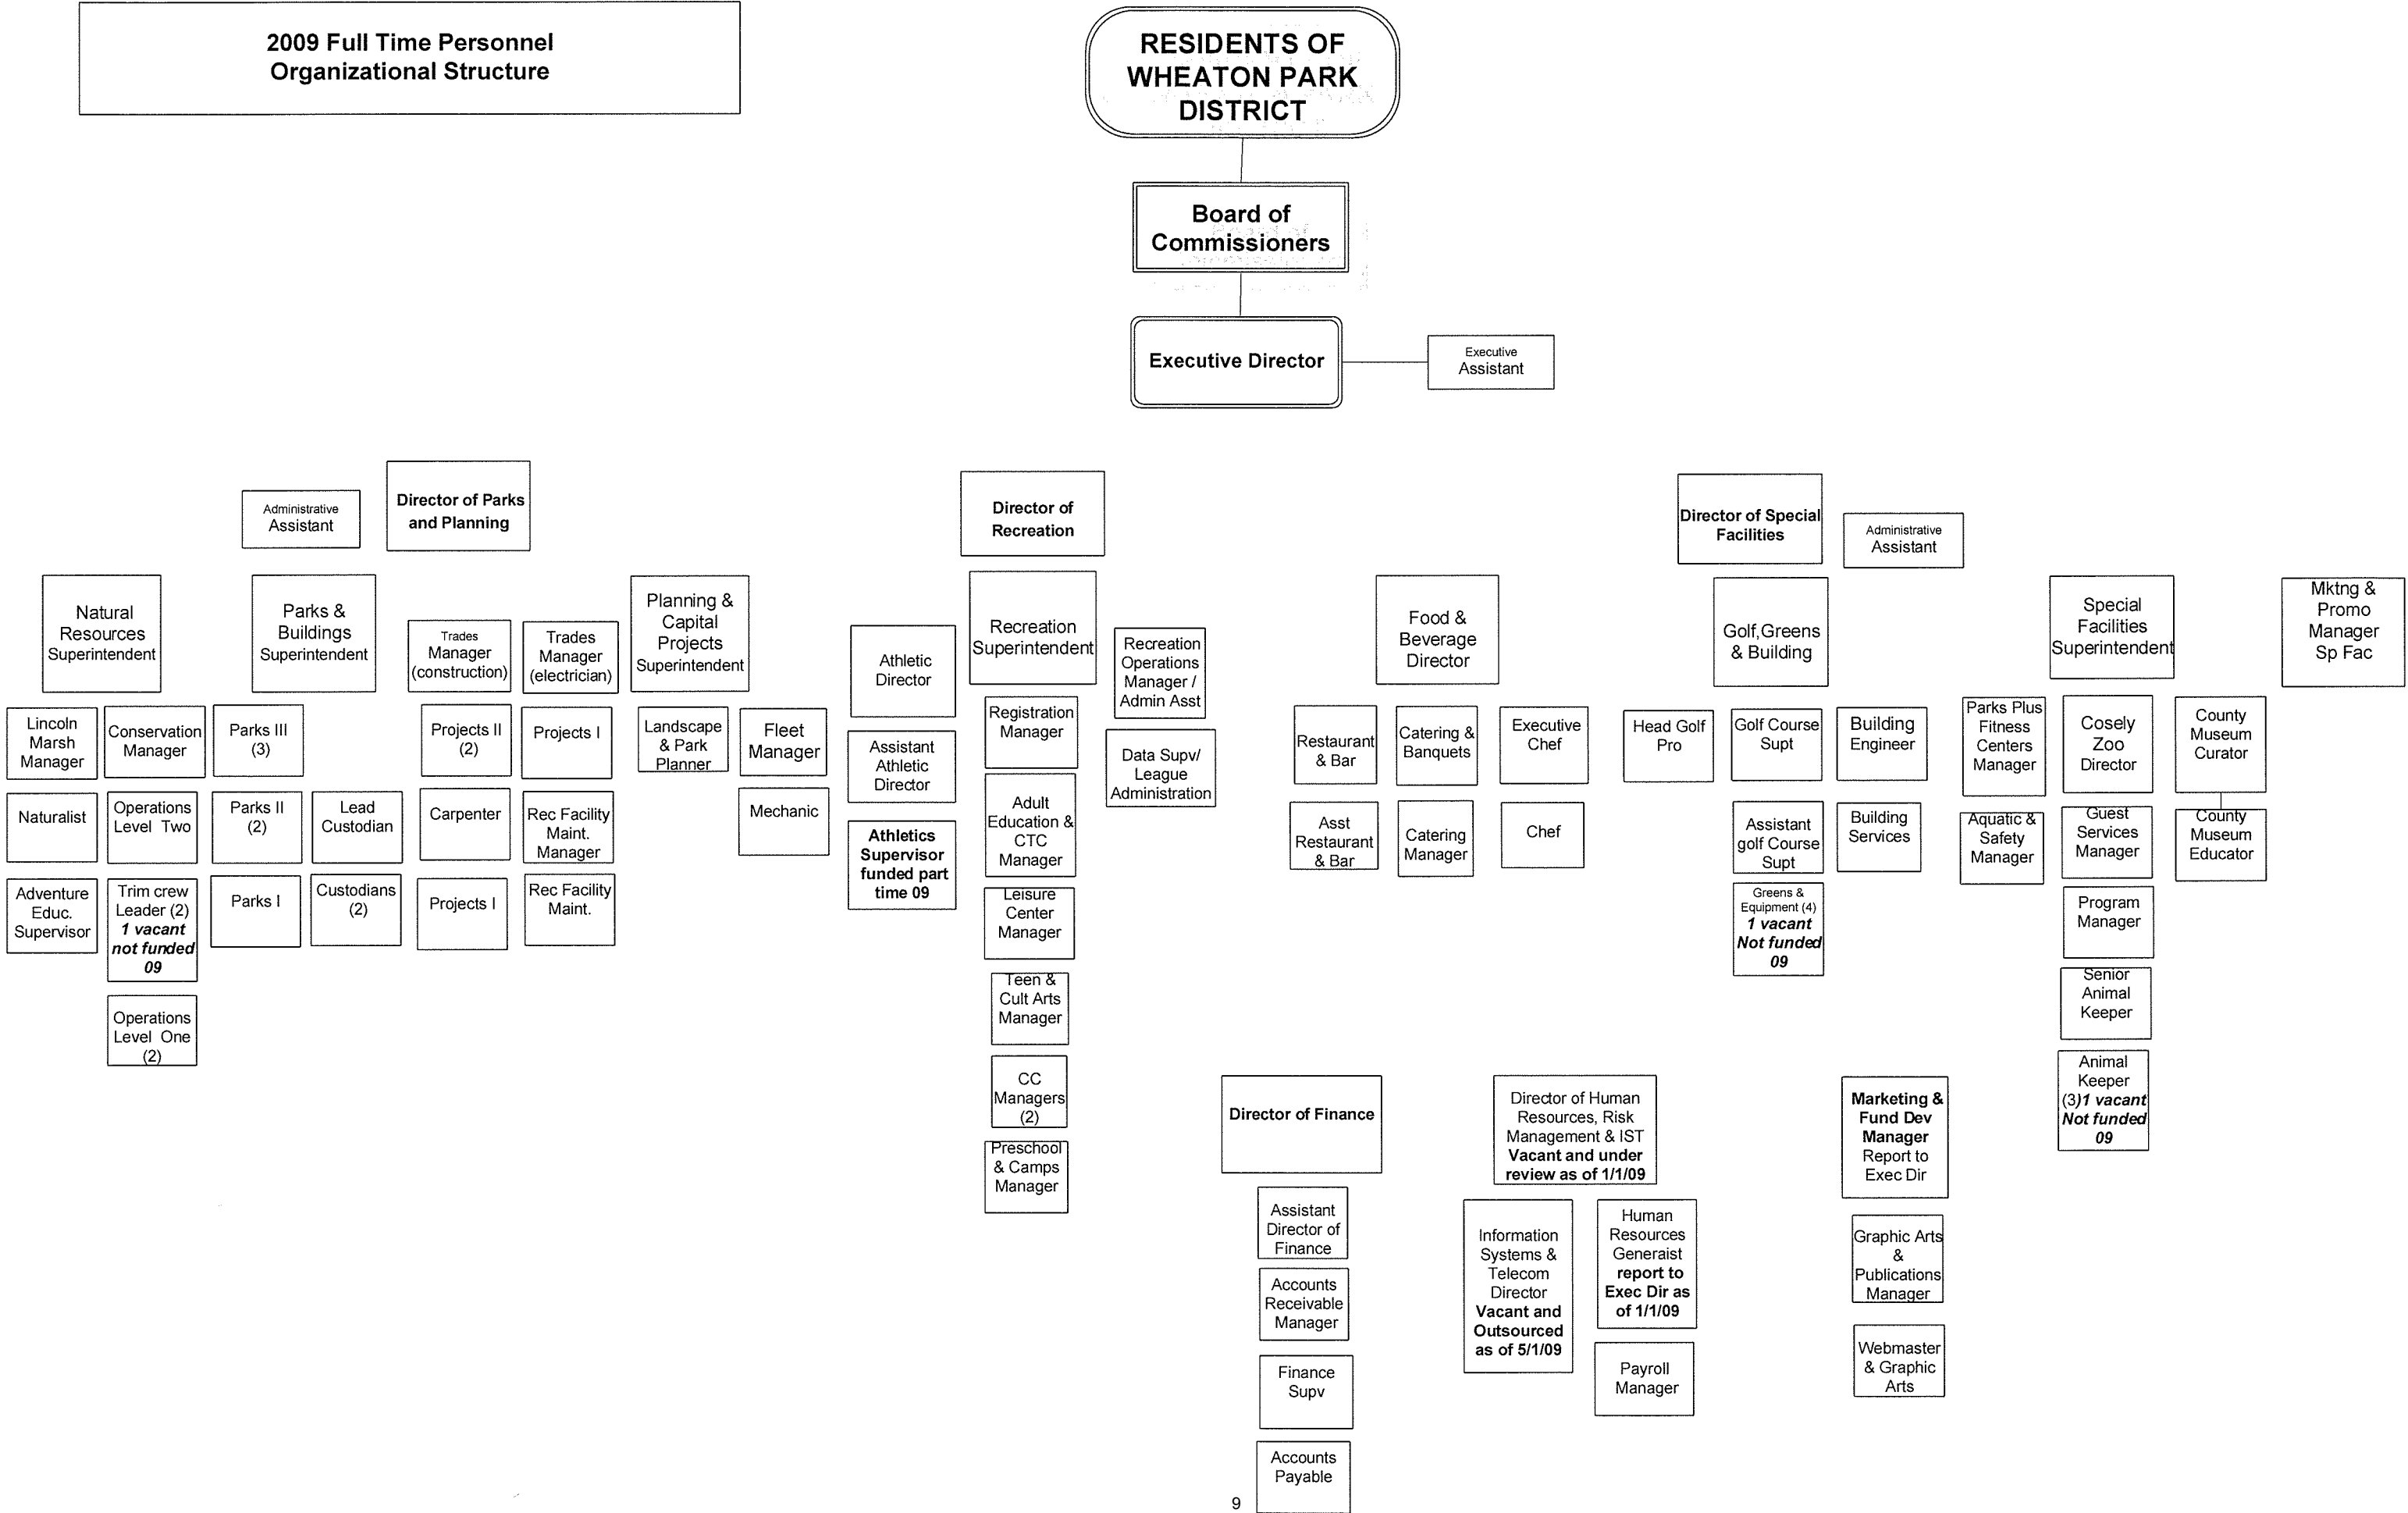 2009 Full Time Personnel
Organizational Structure
RESIDENTS OF
WHEATON PARK
DISTRICT
Board of
Commissioners
Executive Director
Executive
Assistant
Administrative
Assistant
Director of Parks
and Planning
Director of
Recreation
Director of Special
Facilities
Administrative
Assistant
Natural
Resources
Superintendent
Parks &
Buildings
Superintendent
Trades
Manager
(construction)
Trades
Manager
(electrician)
Planning &
Capital
Projects
Superintendent
Athletic
Director
Recreation
Superintendent
Recreation
Operations
Manager /
Admin Asst
Food &
Beverage
Director
Golf,Greens
& Building
Special
Facilities
Superintendent
Mktng &
Promo
Manager
Sp Fac
Lincoln
Marsh
Manager
Conservation
Manager
Parks III
(3)
Projects II
(2)
Projects I
Landscape
& Park
Planner
Fleet
Manager
Assistant
Athletic
Director
Registration
Manager
Data Supv/
League
Administration
Restaurant
& Bar
Catering &
Banquets
Executive
Chef
Head Golf
Pro
Golf Course
Supt
Building
Engineer
Parks Plus
Fitness
Centers
Manager
Cosely
Zoo
Director
County
Museum
Curator
Naturalist
Operations
Level Two
Parks II
(2)
Lead
Custodian
Carpenter
Rec Facility
Maint.
Manager
Mechanic
Athletics
Supervisor
funded part
time 09
Adult
Education &
CTC
Manager
Asst
Restaurant
& Bar
Catering
Manager
Chef
Assistant
golf Course
Supt
Building
Services
Aquatic &
Safety
Manager
Guest
Services
Manager
County
Museum
Educator
Adventure
Educ.
Supervisor
Trim crew
Leader (2)
1 vacant
not funded
09
Parks I
Custodians
(2)
Projects I
Rec Facility
Maint.
Leisure
Center
Manager
Greens &
Equipment (4)
1 vacant
Not funded
09
Program
Manager
Operations
Level One
(2)
Teen &
Cult Arts
Manager
Senior
Animal
Keeper
CC
Managers
(2)
Animal
Keeper
(3)1 vacant
Not funded
09
Preschool
& Camps
Manager
Director of Finance
Director of Human
Resources, Risk
Management & IST
Vacant and under
review as of 1/1/09
Marketing &
Fund Dev
Manager
Report to
Exec Dir
Assistant
Director of
Finance
Information
Systems &
Telecom
Director
Vacant and
Outsourced
as of 5/1/09
Human
Resources
Generaist
report to
Exec Dir as
of 1/1/09
Graphic Arts
&
Publications
Manager
Accounts
Receivable
Manager
Payroll
Manager
Webmaster
& Graphic
Arts
Finance
Supv
Accounts
Payable
9